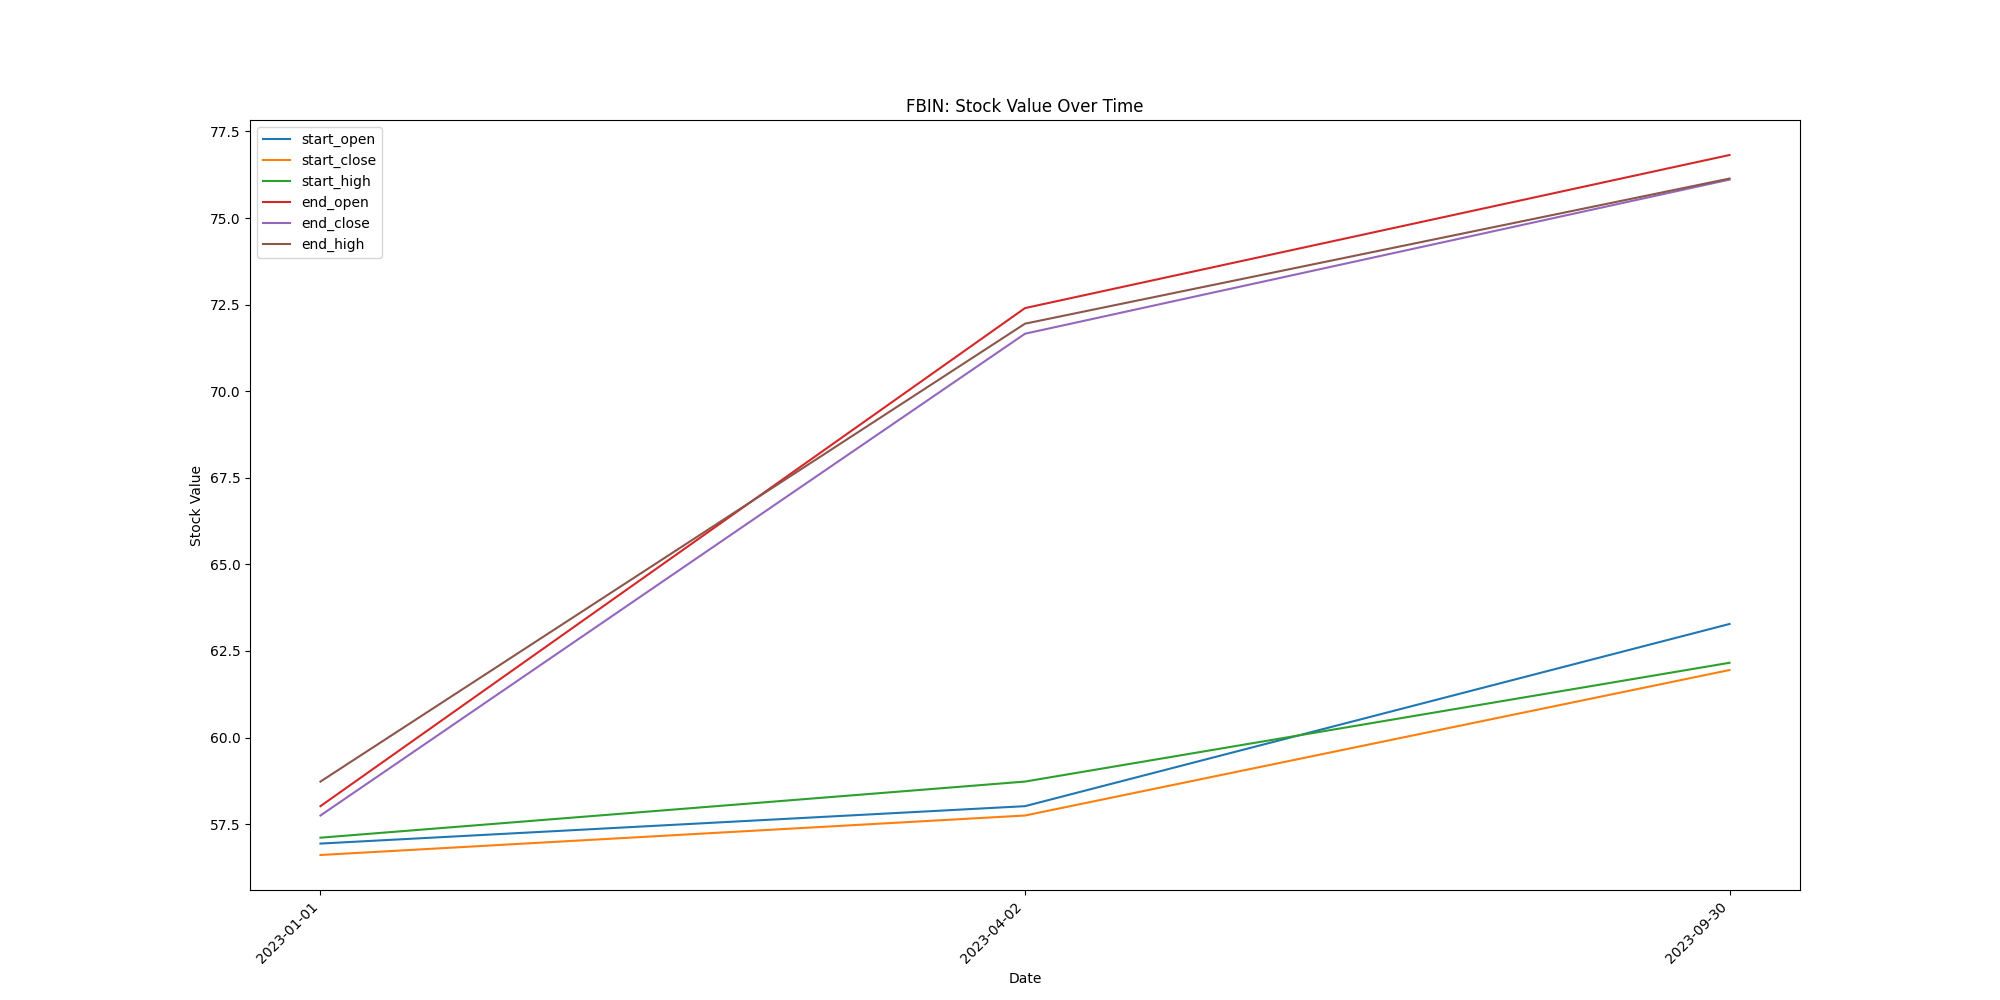 FBIN: Stock Value Over Time
start_open
start_close
start_high
end_open
end_close
end_high
77.5
75.0
72.5
70.0
67.5
65.0
62.5
60.0
57.5
Stock Value
2023-01-01
2023-04-02
2023-09-30
Date